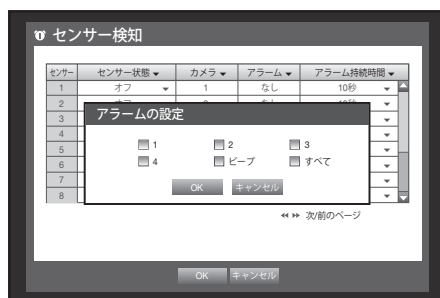 センサー検知
センサー センサー状態 カメラ アラーム アラーム持続時間
1 オフ 1 なし 10秒
2
3
4
5
6
7
8
アラームの設定
1 2 3
4 ビープ すべて
OK キャンセル
次/前のページ
OK キャンセル